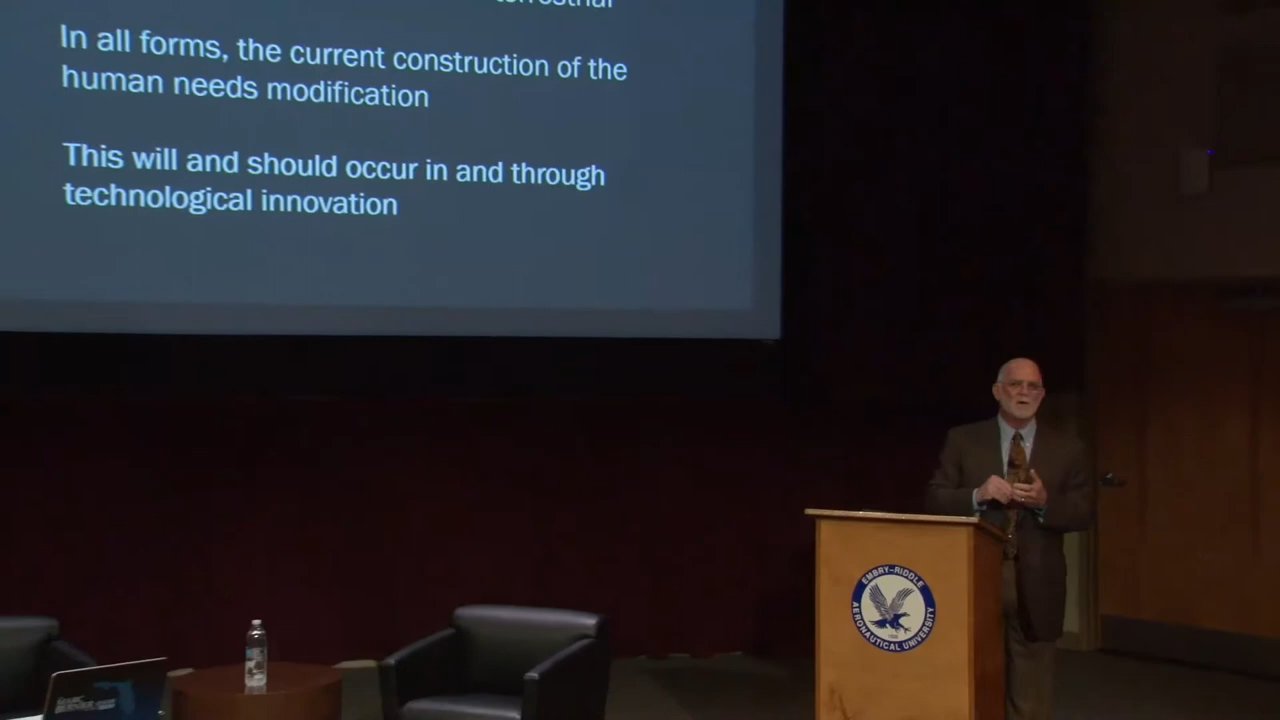 terrestrial
In all forms, the current construction of the
human needs modification
This will and should occur in and through
technological innovation
EMBRY-RIDDLE
AERONAUTICAL UNIVERSITY